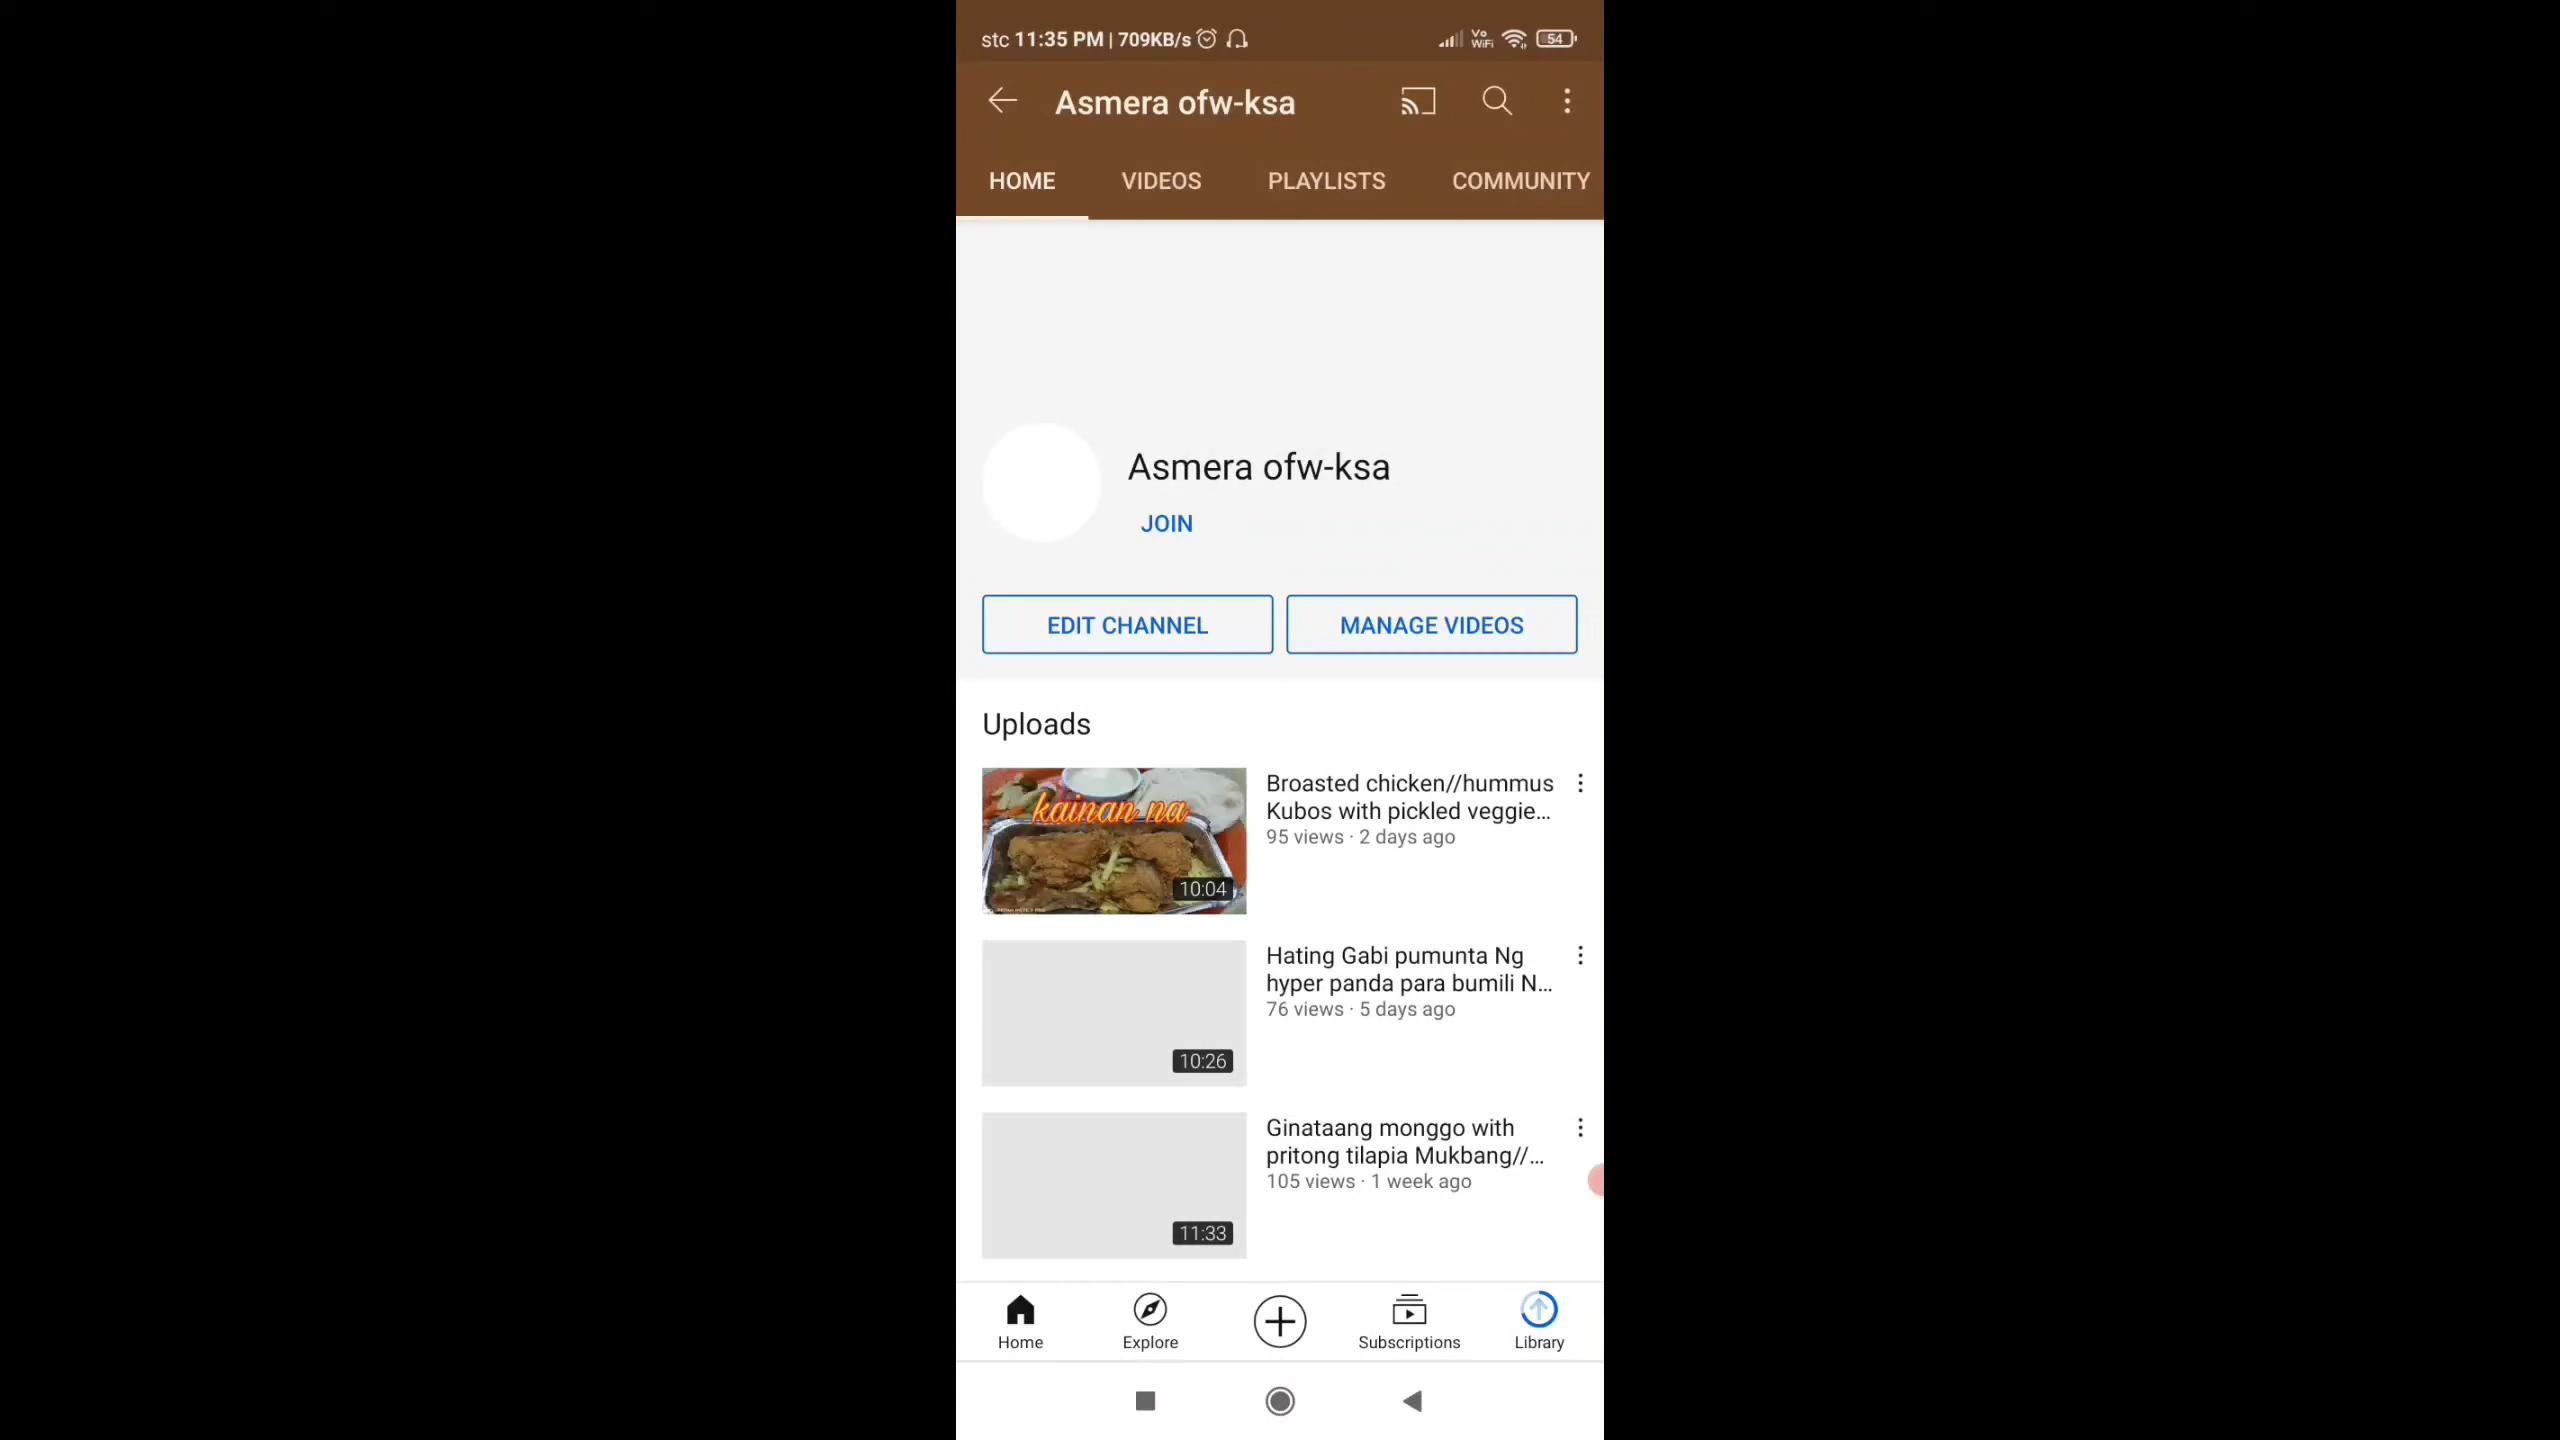 stc 11:35 PM | 709KB/s
Vo WiFi
54
Asmera ofw-ksa
HOME
VIDEOS
PLAYLISTS
COMMUNITY
Asmera ofw-ksa
JOIN
EDIT CHANNEL
MANAGE VIDEOS
Uploads
kainan na
10:04
Broasted chicken//hummus
Kubos with pickled veggie...
95 views · 2 days ago
10:26
Hating Gabi pumunta Ng
hyper panda para bumili N...
76 views · 5 days ago
11:33
Ginataang monggo with
pritong tilapia Mukbang//...
105 views · 1 week ago
Home
Explore
Subscriptions
Library